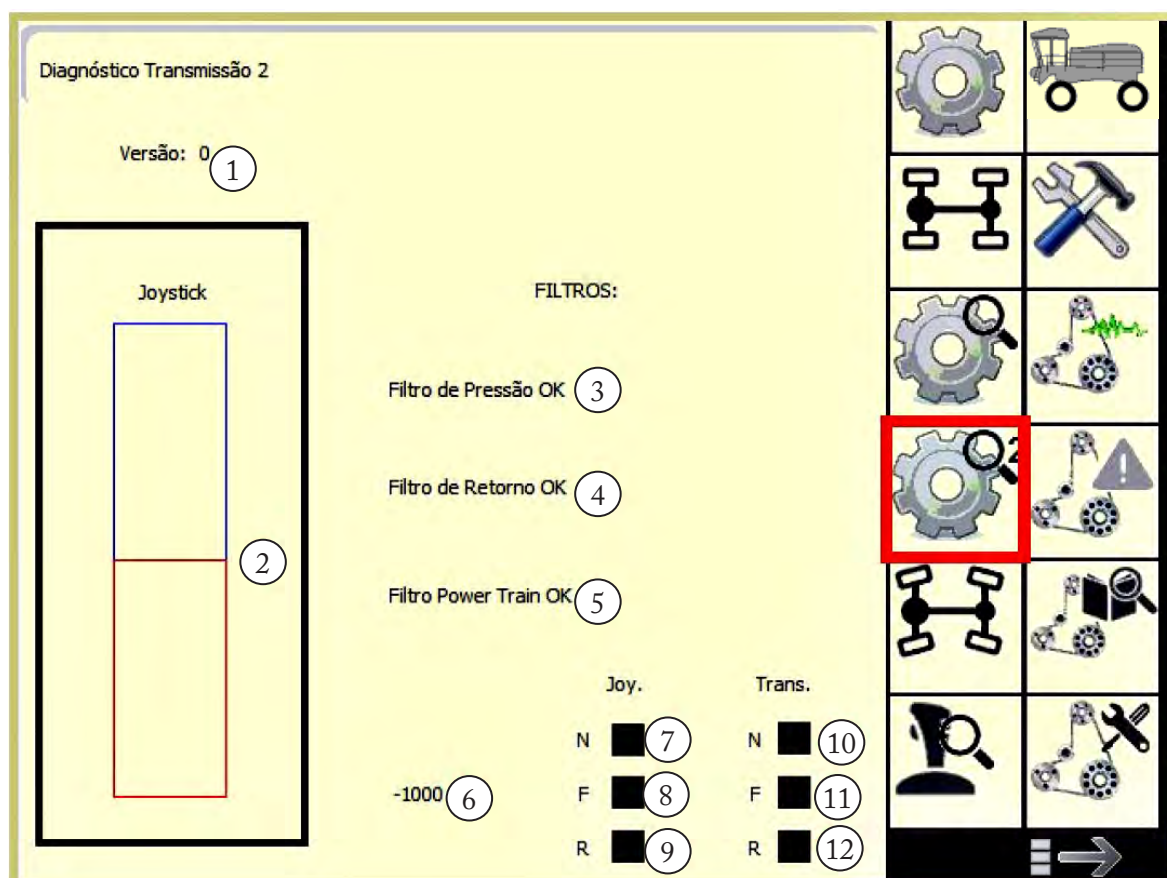 Diagnóstico Transmissão 2
Versão: 0
1
Joystick
2
FILTROS:
Filtro de Pressão OK 3
Filtro de Retorno OK 4
Filtro Power Train OK 5
-1000 6
Joy. Trans.
N 7 N 10
F 8 F 11
R 9 R 12
2